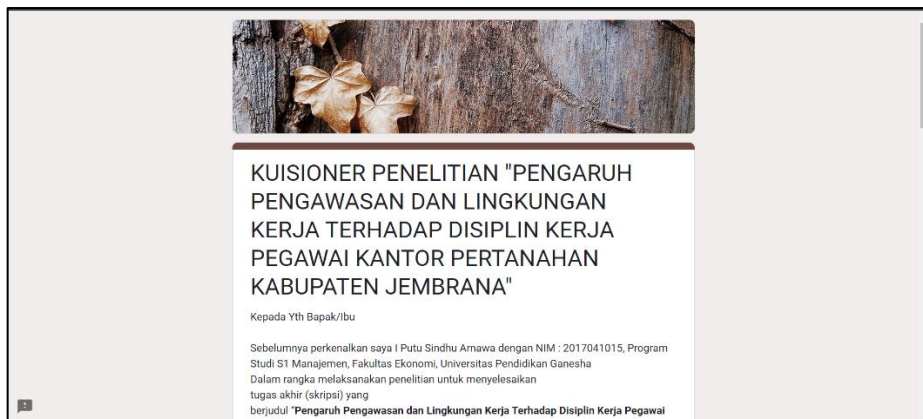 KUISIONER PENELITIAN "PENGARUH
PENGAWASAN DAN LINGKUNGAN
KERJA TERHADAP DISIPLIN KERJA
PEGAWAI KANTOR PERTANAHAN
KABUPATEN JEMBRANA"
Kepada Yth Bapak/Ibu
Sebelumnya perkenalkan saya I Putu Sindhu Arnawa dengan NIM : 2017041015, Program
Studi S1 Manajemen, Fakultas Ekonomi, Universitas Pendidikan Ganesha
Dalam rangka melaksanakan penelitian untuk menyelesaikan
tugas akhir (skripsi) yang
berjudul "Pengaruh Pengawasan dan Lingkungan Kerja Terhadap Disiplin Kerja Pegawai